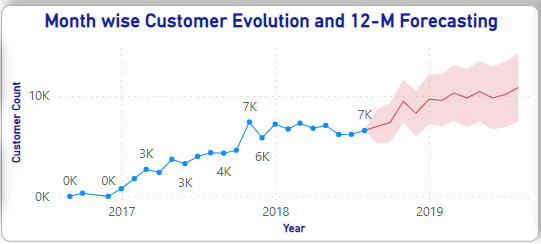 Month wise Customer Evolution and 12-M Forecasting
Customer Count
10K
0K
0K
0K
3K
3K
4K
7K
6K
7K
2017
2018
2019
Year